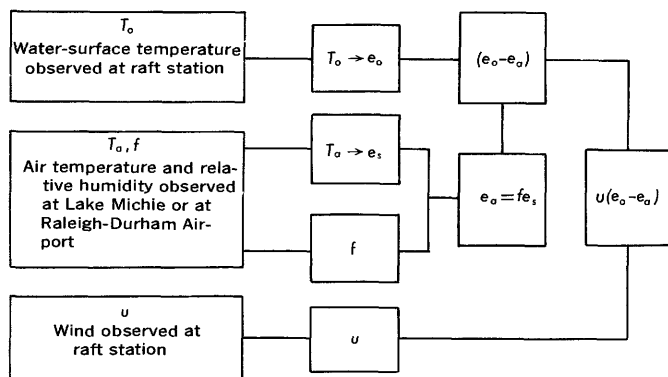 T₀
Water-surface temperature
observed at raft station
T₀ → e₀
(e₀-eₐ)
Tₐ, f
Air temperature and rela-
tive humidity observed
at Lake Michie or at
Raleigh-Durham Air-
port
Tₐ → eₛ
f
eₐ = feₛ
u(eₐ-eₐ)
u
Wind observed at
raft station
u